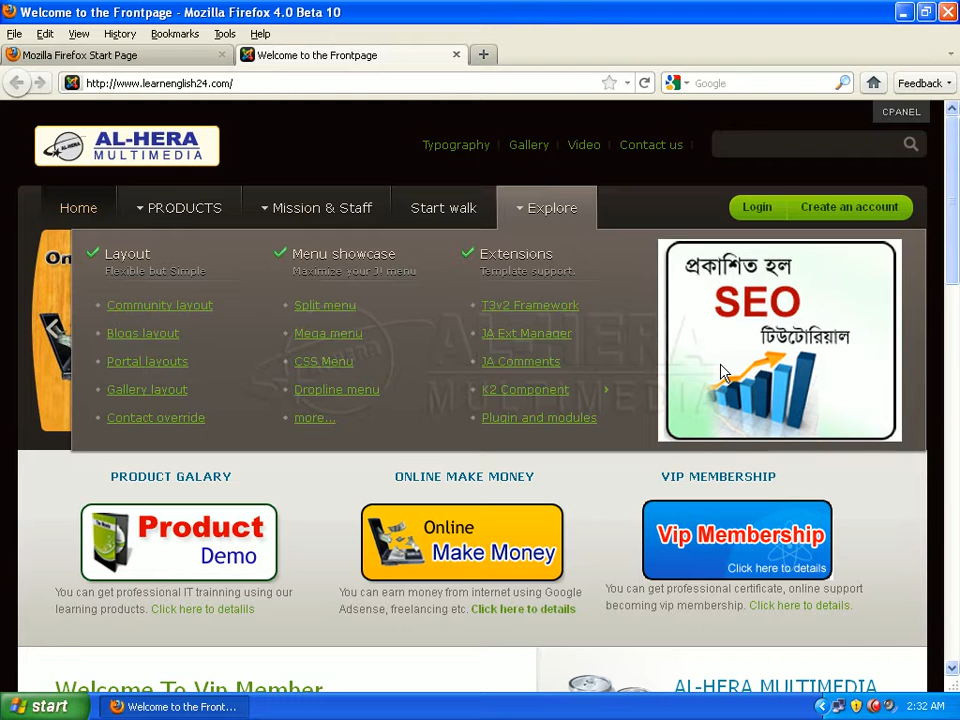 Welcome to the Frontpage - Mozilla Firefox 4.0 Beta 10
File Edit View History Bookmarks Tools Help
Mozilla Firefox Start Page
Welcome to the Frontpage
http://www.learnenglish24.com/
Google
Feedback
CPANEL
AL-HERA
MULTIMEDIA
Typography
Gallery
Video
Contact us
Home
PRODUCTS
Mission & Staff
Start walk
Explore
Login
Create an account
On
Layout
Flexible but Simple
Community layout
Blogs layout
Portal layouts
Gallery layout
Contact override
Menu showcase
Maximize your J! menu
Split menu
Mega menu
CSS Menu
Dropline menu
more...
Extensions
Template support.
T3v2 Framework
JA Ext Manager
JA Comments
K2 Component
Plugin and modules
প্রকাশিত হল
SEO
টিউটোরিয়াল
AL-HERA
MULTIMEDIA
PRODUCT GALARY
Product
Demo
You can get professional IT trainning using our
learning products. Click here to detalils
ONLINE MAKE MONEY
Online
Make Money
You can earn money from internet using Google
Adsense, freelancing etc. Click here to details
VIP MEMBERSHIP
Vip Membership
Click here to details
You can get professional certificate, online support
becoming vip membership. Click here to details.
Welcome To Vip Member
AL-HERA MULTIMEDIA
start
Welcome to the Front...
2:32 AM